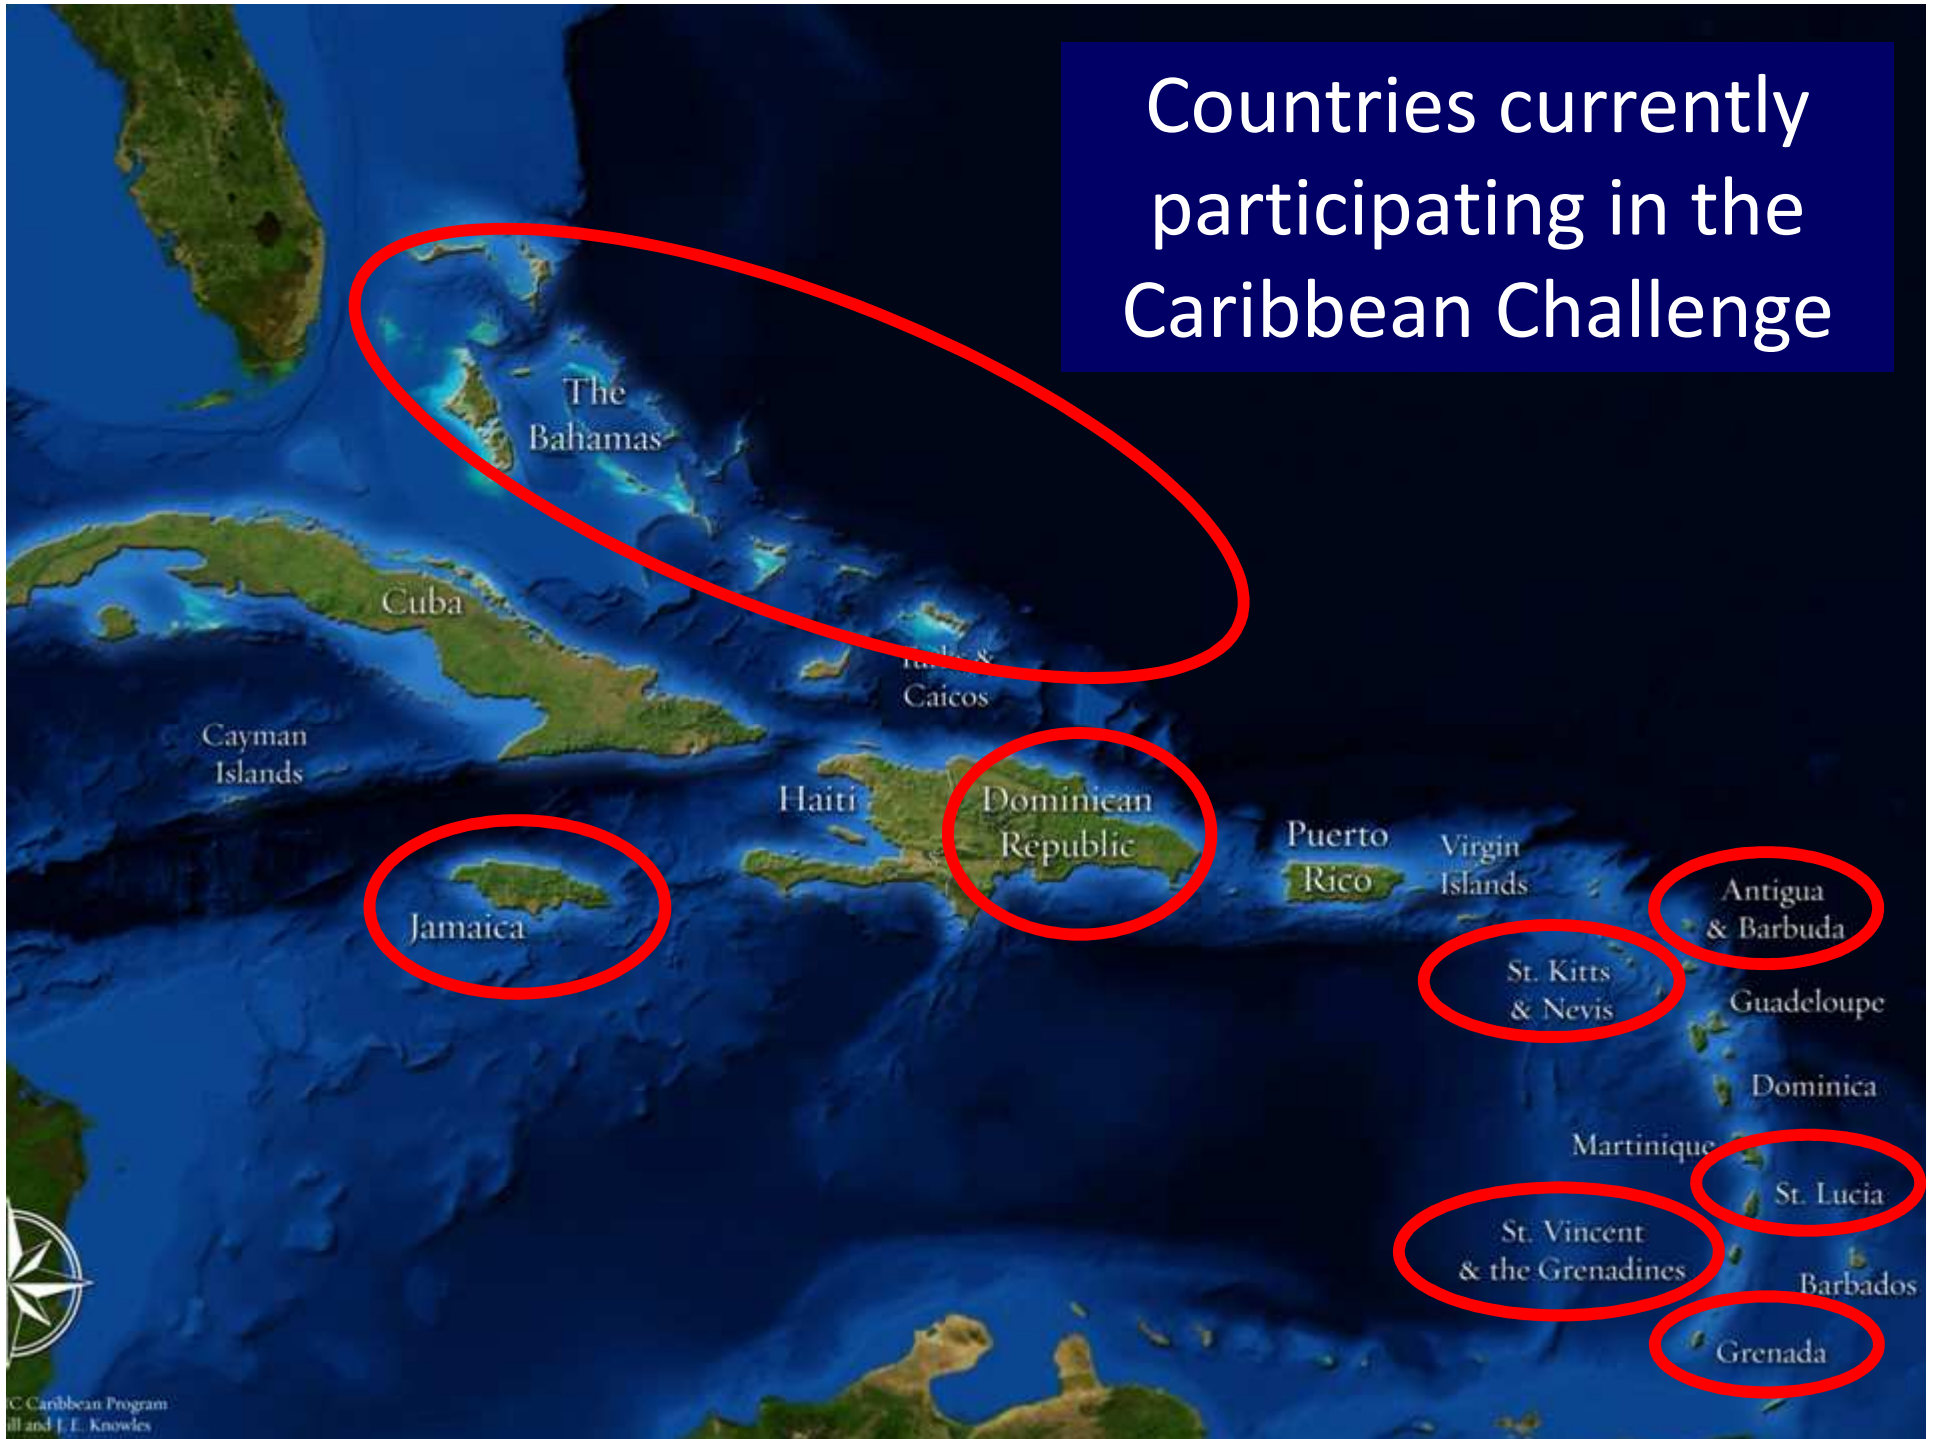 Countries currently
participating in the
Caribbean Challenge
The
Bahamas
Cuba
Turks &
Caicos
Cayman
Islands
Haiti
Dominican
Republic
Jamaica
Puerto
Rico
Virgin
Islands
Antigua
& Barbuda
St. Kitts
& Nevis
Guadeloupe
Dominica
Martinique
St. Lucia
St. Vincent
& the Grenadines
Barbados
Grenada
C Caribbean Program
ill and J. E. Knowles